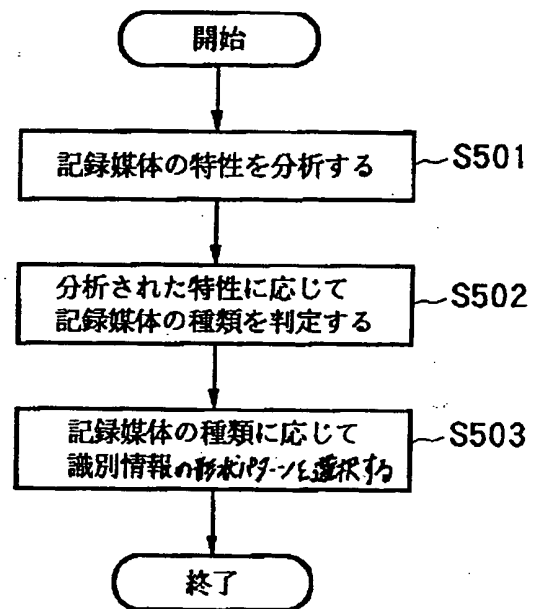 開始
記録媒体の特性を分析する
S501
分析された特性に応じて
記録媒体の種類を判定する
S502
記録媒体の種類に応じて
識別情報の形状パターンを選択する
S503
終了